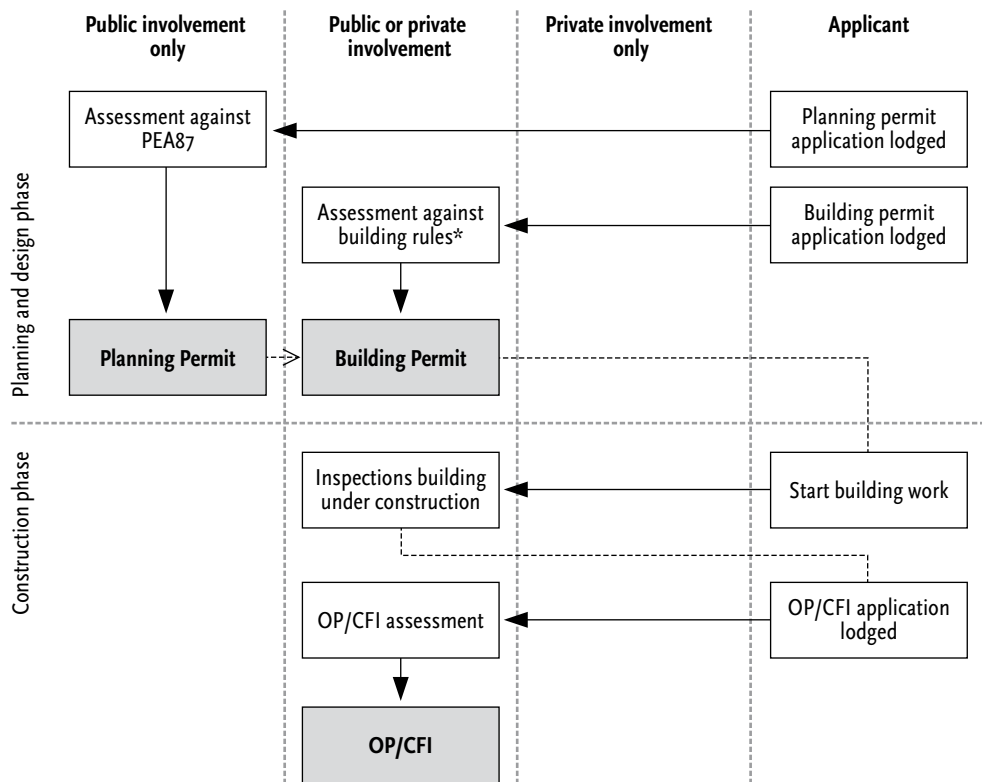 Public involvement
only
Public or private
involvement
Private involvement
only
Applicant
Planning and design phase
Assessment against
PEA87
Planning permit
application lodged
Assessment against
building rules*
Building permit
application lodged
Planning Permit
Building Permit
Construction phase
Inspections building
under construction
Start building work
OP/CFI assessment
OP/CFI application
lodged
OP/CFI